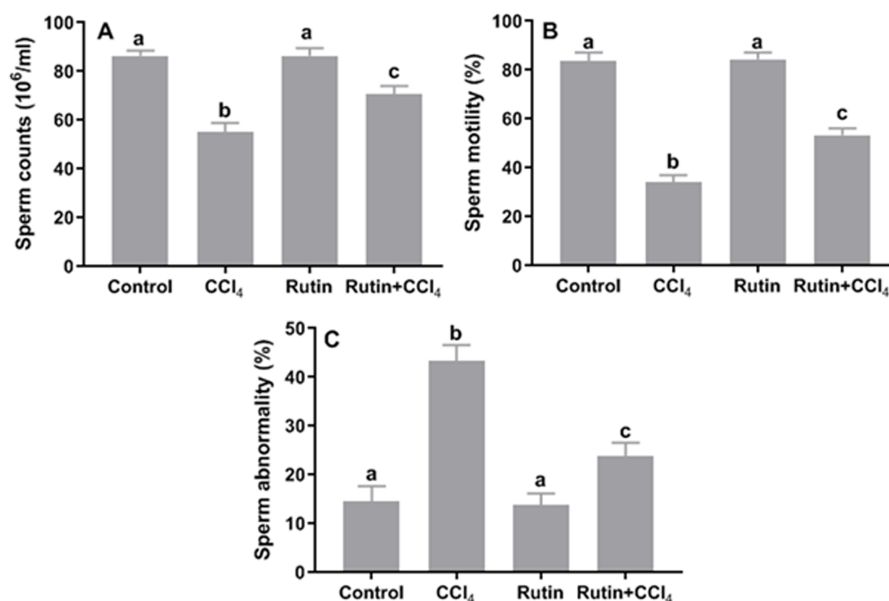 A
Sperm counts (10⁶/ml)
100
80
60
40
20
0
a
b
a
c
Control CCl₄ Rutin Rutin+CCl₄
B
Sperm motility (%)
100
80
60
40
20
0
a
b
a
c
Control CCl₄ Rutin Rutin+CCl₄
C
Sperm abnormality (%)
50
40
30
20
10
0
a
b
a
c
Control CCl₄ Rutin Rutin+CCl₄